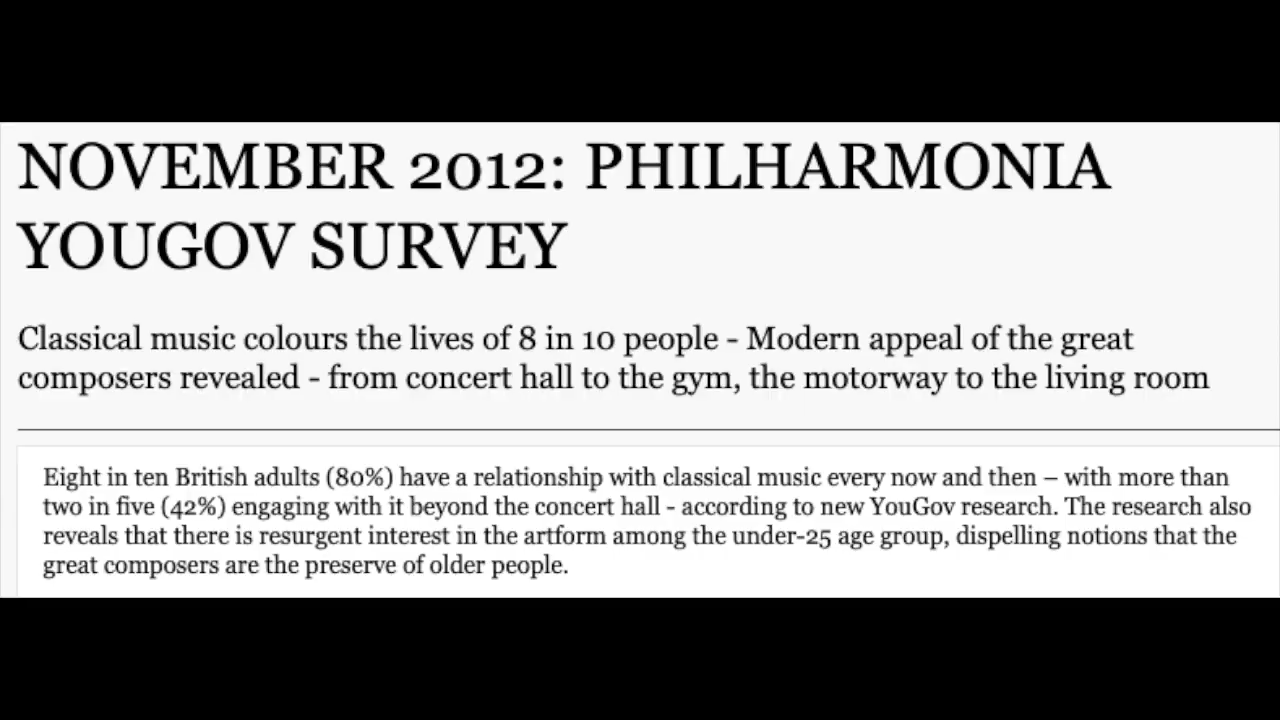 NOVEMBER 2012: PHILHARMONIA
YOUGOV SURVEY
Classical music colours the lives of 8 in 10 people - Modern appeal of the great
composers revealed - from concert hall to the gym, the motorway to the living room
Eight in ten British adults (80%) have a relationship with classical music every now and then – with more than
two in five (42%) engaging with it beyond the concert hall - according to new YouGov research. The research also
reveals that there is resurgent interest in the artform among the under-25 age group, dispelling notions that the
great composers are the preserve of older people.